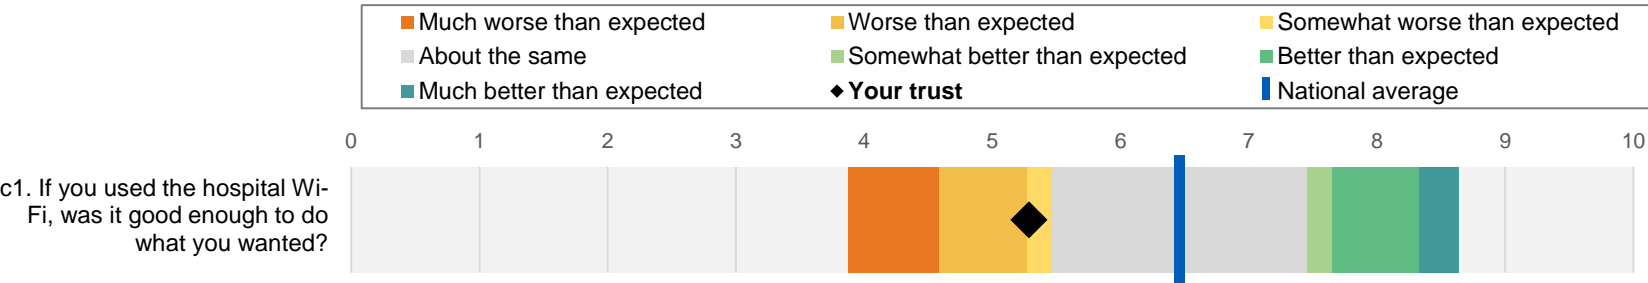 Much worse than expected
Worse than expected
Somewhat worse than expected
About the same
Somewhat better than expected
Better than expected
Much better than expected
Your trust
National average
0 1 2 3 4 5 6 7 8 9 10
c1. If you used the hospital Wi-
Fi, was it good enough to do
what you wanted?